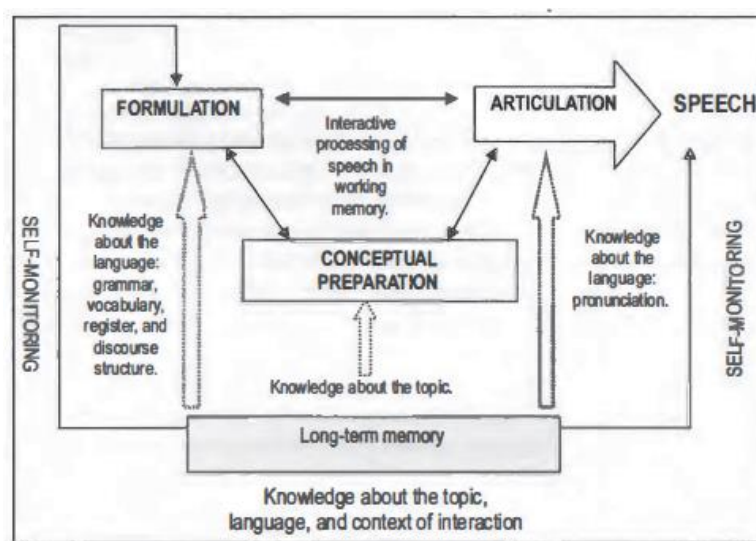 FORMULATION
ARTICULATION
SPEECH
Interactive
processing of
speech in
working
memory.
SELF-MONITORING
Knowledge
about the
language:
grammar,
vocabulary,
register, and
discourse
structure.
CONCEPTUAL
PREPARATION
Knowledge
about the
language:
pronunciation.
SELF-MONITORING
Knowledge about the topic.
Long-term memory
Knowledge about the topic,
language, and context of interaction